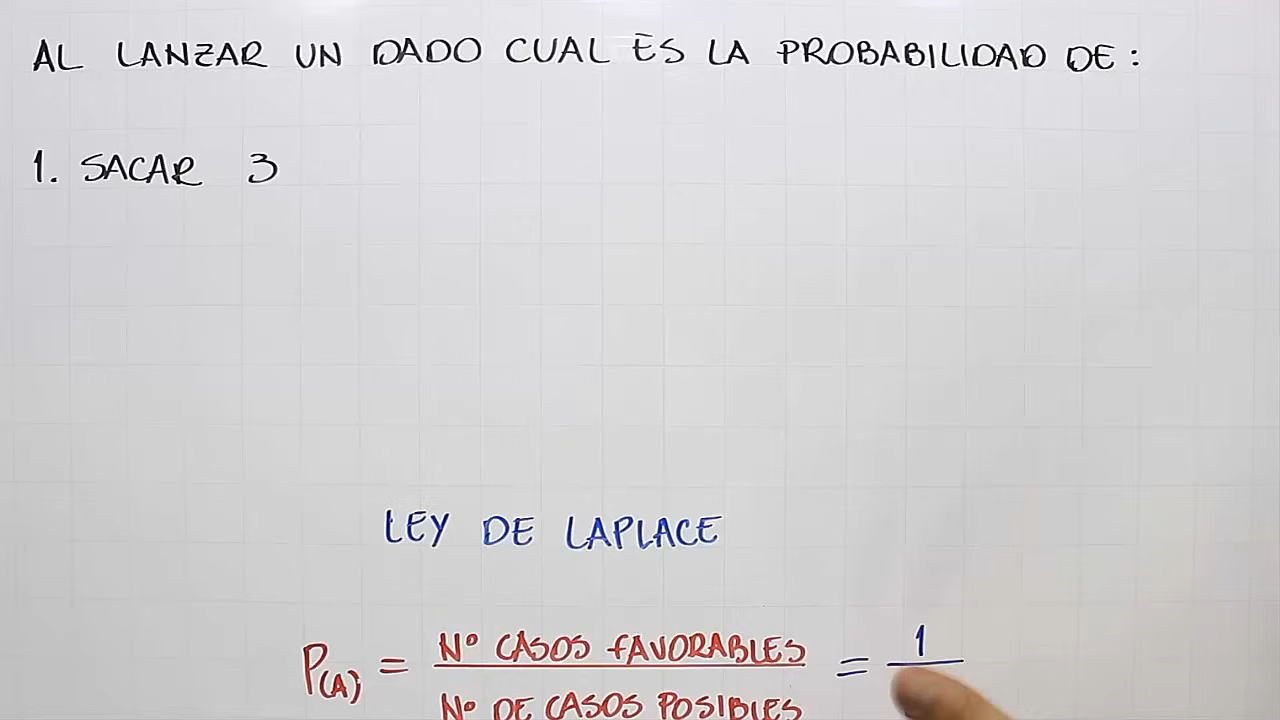 AL LANZAR UN DADO CUAL ES LA PROBABILIDAD DE:
1. SACAR 3
LEY DE LAPLACE
P(A) = Nº CASOS FAVORABLES / Nº DE CASOS POSIBLES = 1